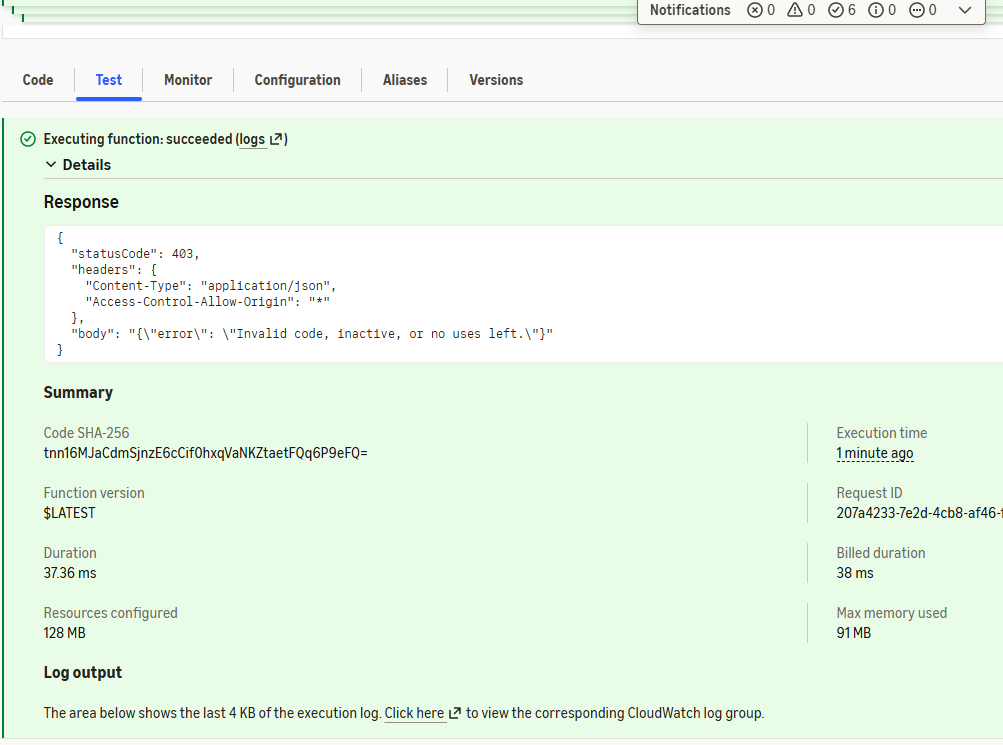 Notifications 0 0 6 0 0
Code Test Monitor Configuration Aliases Versions
Executing function: succeeded (logs)
Details
Response
{
"statusCode": 403,
"headers": {
"Content-Type": "application/json",
"Access-Control-Allow-Origin": "*"
},
"body": "{\"error\": \"Invalid code, inactive, or no uses left.\"}"
}
Summary
Code SHA-256
tnn16MJaCdmSjnzE6cCif0hxqVaNKZtaetFQq6P9eFQ=
Execution time
1 minute ago
Function version
$LATEST
Request ID
207a4233-7e2d-4cb8-af46-
Duration
37.36 ms
Billed duration
38 ms
Resources configured
128 MB
Max memory used
91 MB
Log output
The area below shows the last 4 KB of the execution log. Click here to view the corresponding CloudWatch log group.